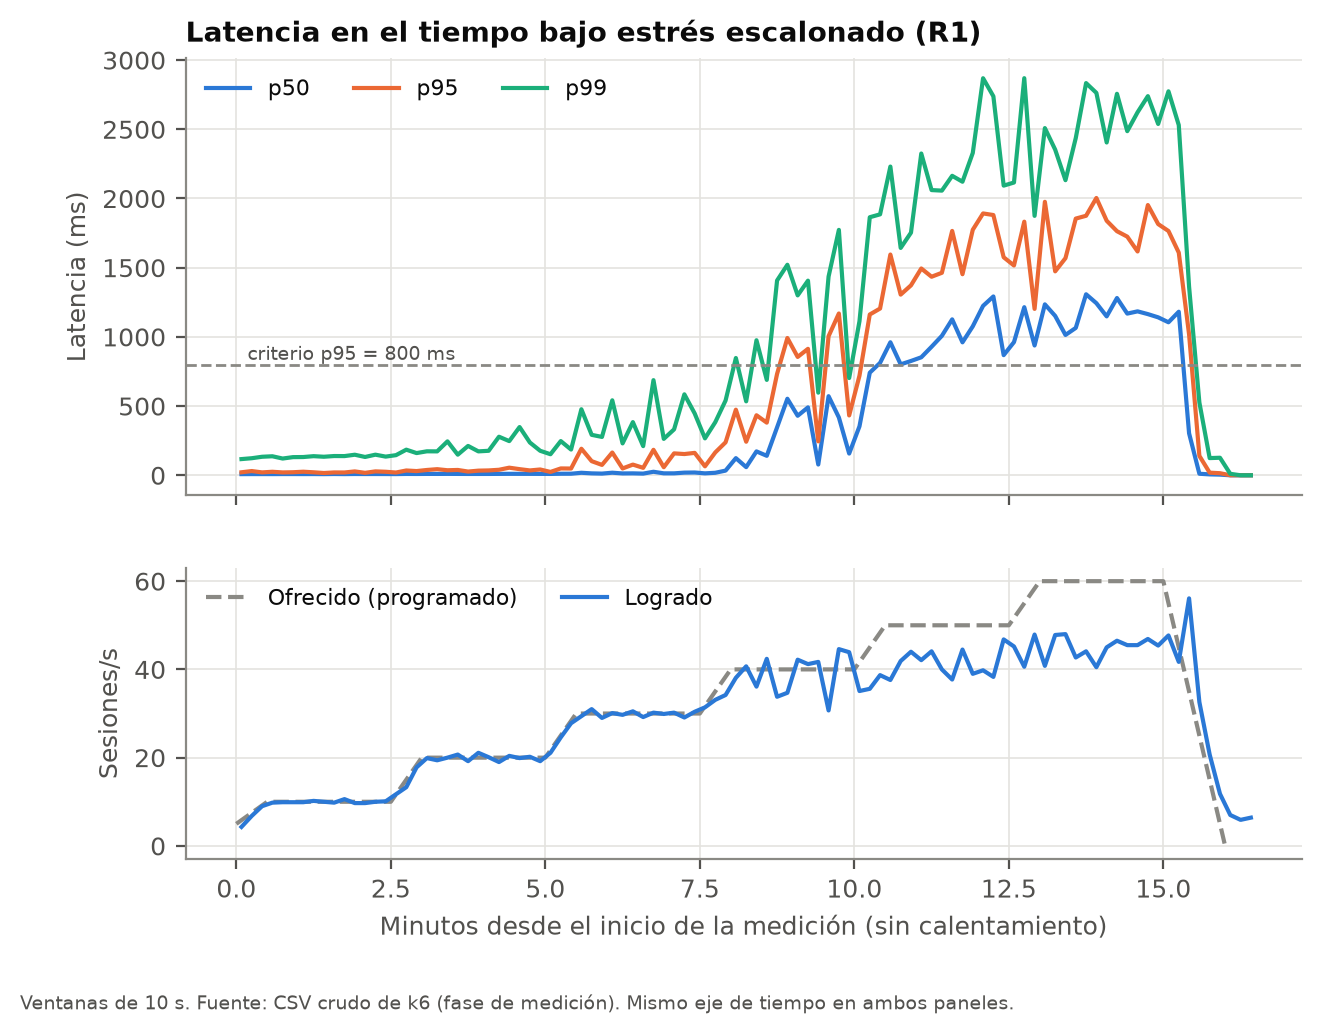 Latencia en el tiempo bajo estrés escalonado (R1)
3000
2500
2000
1500
1000
500
0
Latencia (ms)
p50 p95 p99
criterio p95 = 800 ms
60
40
20
0
Sesiones/s
Ofrecido (programado) Logrado
0.0 2.5 5.0 7.5 10.0 12.5 15.0
Minutos desde el inicio de la medición (sin calentamiento)
Ventanas de 10 s. Fuente: CSV crudo de k6 (fase de medición). Mismo eje de tiempo en ambos paneles.